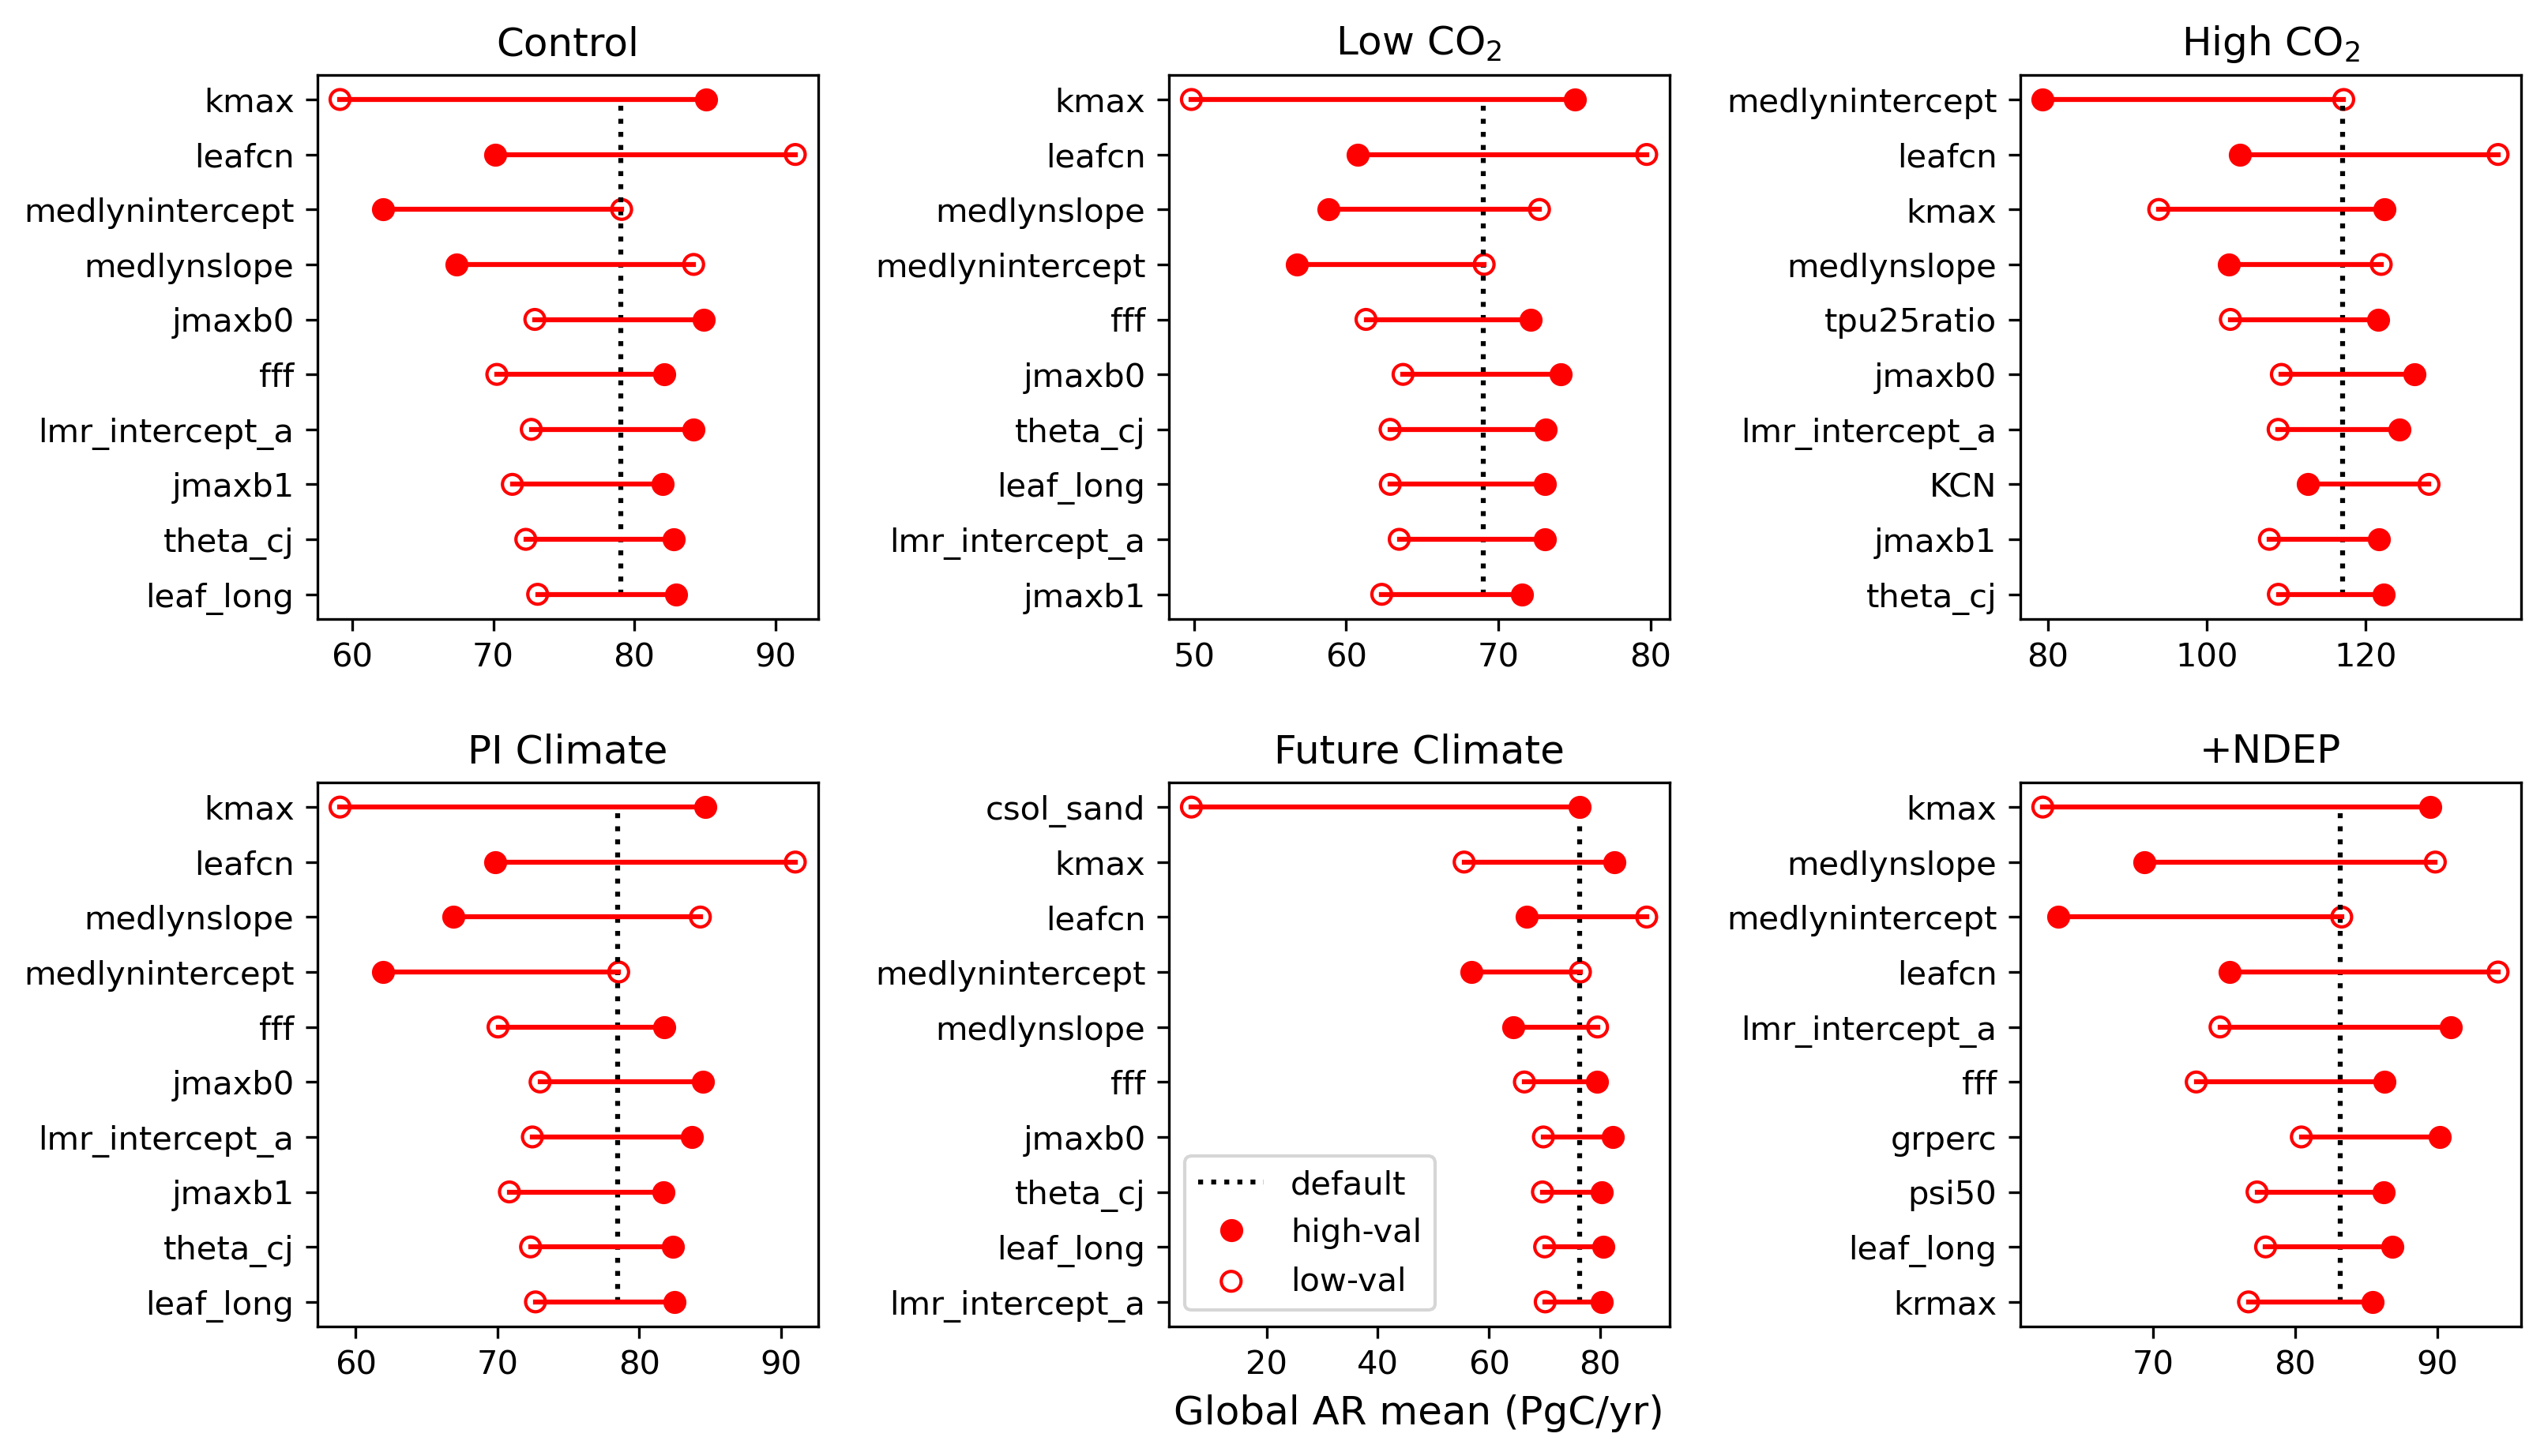 Control
kmax
leafcn
medlynintercept
medlynslope
jmaxb0
fff
lmr_intercept_a
jmaxb1
theta_cj
leaf_long
60 70 80 90
Low CO₂
kmax
leafcn
medlynslope
medlynintercept
fff
jmaxb0
theta_cj
leaf_long
lmr_intercept_a
jmaxb1
50 60 70 80
High CO₂
medlynintercept
leafcn
kmax
medlynslope
tpu25ratio
jmaxb0
lmr_intercept_a
KCN
jmaxb1
theta_cj
80 100 120
PI Climate
kmax
leafcn
medlynslope
medlynintercept
fff
jmaxb0
lmr_intercept_a
jmaxb1
theta_cj
leaf_long
60 70 80 90
Future Climate
csol_sand
kmax
leafcn
medlynintercept
medlynslope
fff
jmaxb0
theta_cj
leaf_long
lmr_intercept_a
default
high-val
low-val
20 40 60 80
Global AR mean (PgC/yr)
+NDEP
kmax
medlynslope
medlynintercept
leafcn
lmr_intercept_a
fff
grperc
psi50
leaf_long
krmax
70 80 90